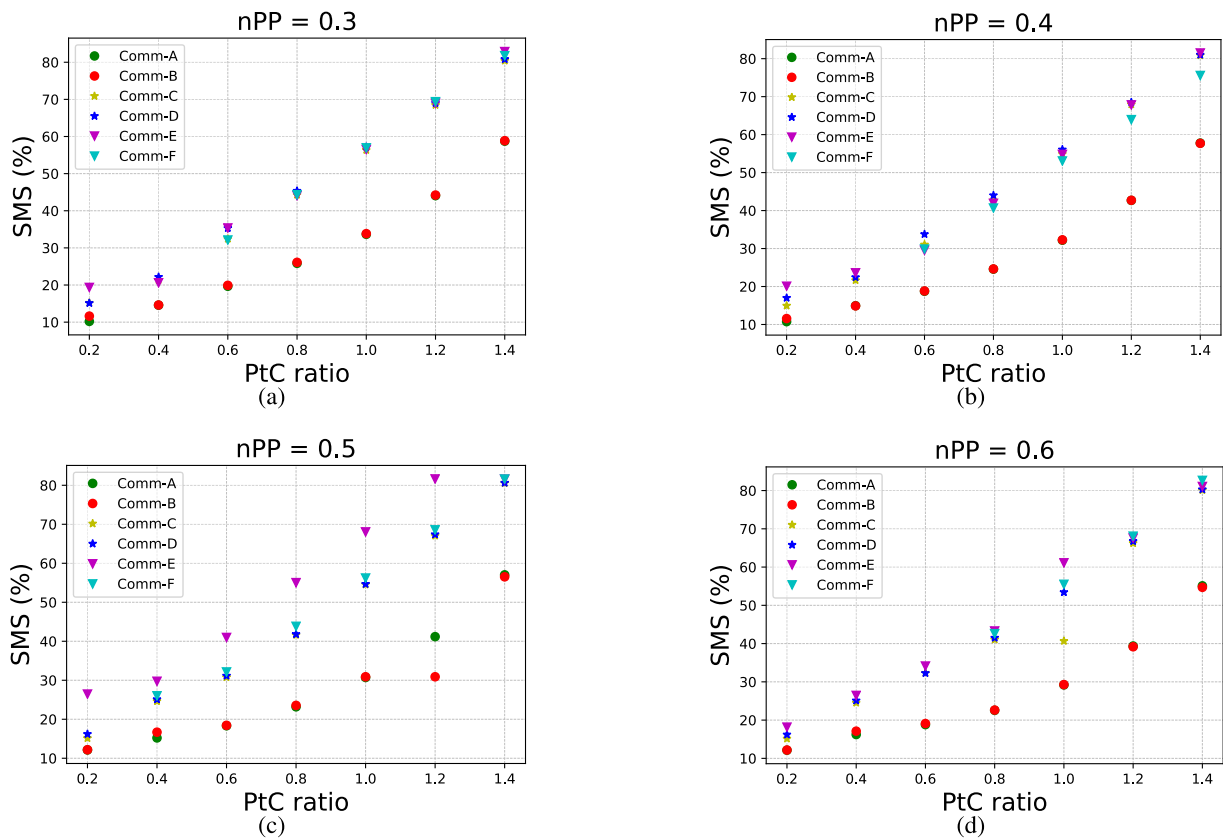 nPP = 0.3
SMS (%)
80
70
60
50
40
30
20
10
Comm-A
Comm-B
Comm-C
Comm-D
Comm-E
Comm-F
0.2 0.4 0.6 0.8 1.0 1.2 1.4
PtC ratio
(a)
nPP = 0.4
SMS (%)
80
70
60
50
40
30
20
10
Comm-A
Comm-B
Comm-C
Comm-D
Comm-E
Comm-F
0.2 0.4 0.6 0.8 1.0 1.2 1.4
PtC ratio
(b)
nPP = 0.5
SMS (%)
80
70
60
50
40
30
20
10
Comm-A
Comm-B
Comm-C
Comm-D
Comm-E
Comm-F
0.2 0.4 0.6 0.8 1.0 1.2 1.4
PtC ratio
(c)
nPP = 0.6
SMS (%)
80
70
60
50
40
30
20
10
Comm-A
Comm-B
Comm-C
Comm-D
Comm-E
Comm-F
0.2 0.4 0.6 0.8 1.0 1.2 1.4
PtC ratio
(d)